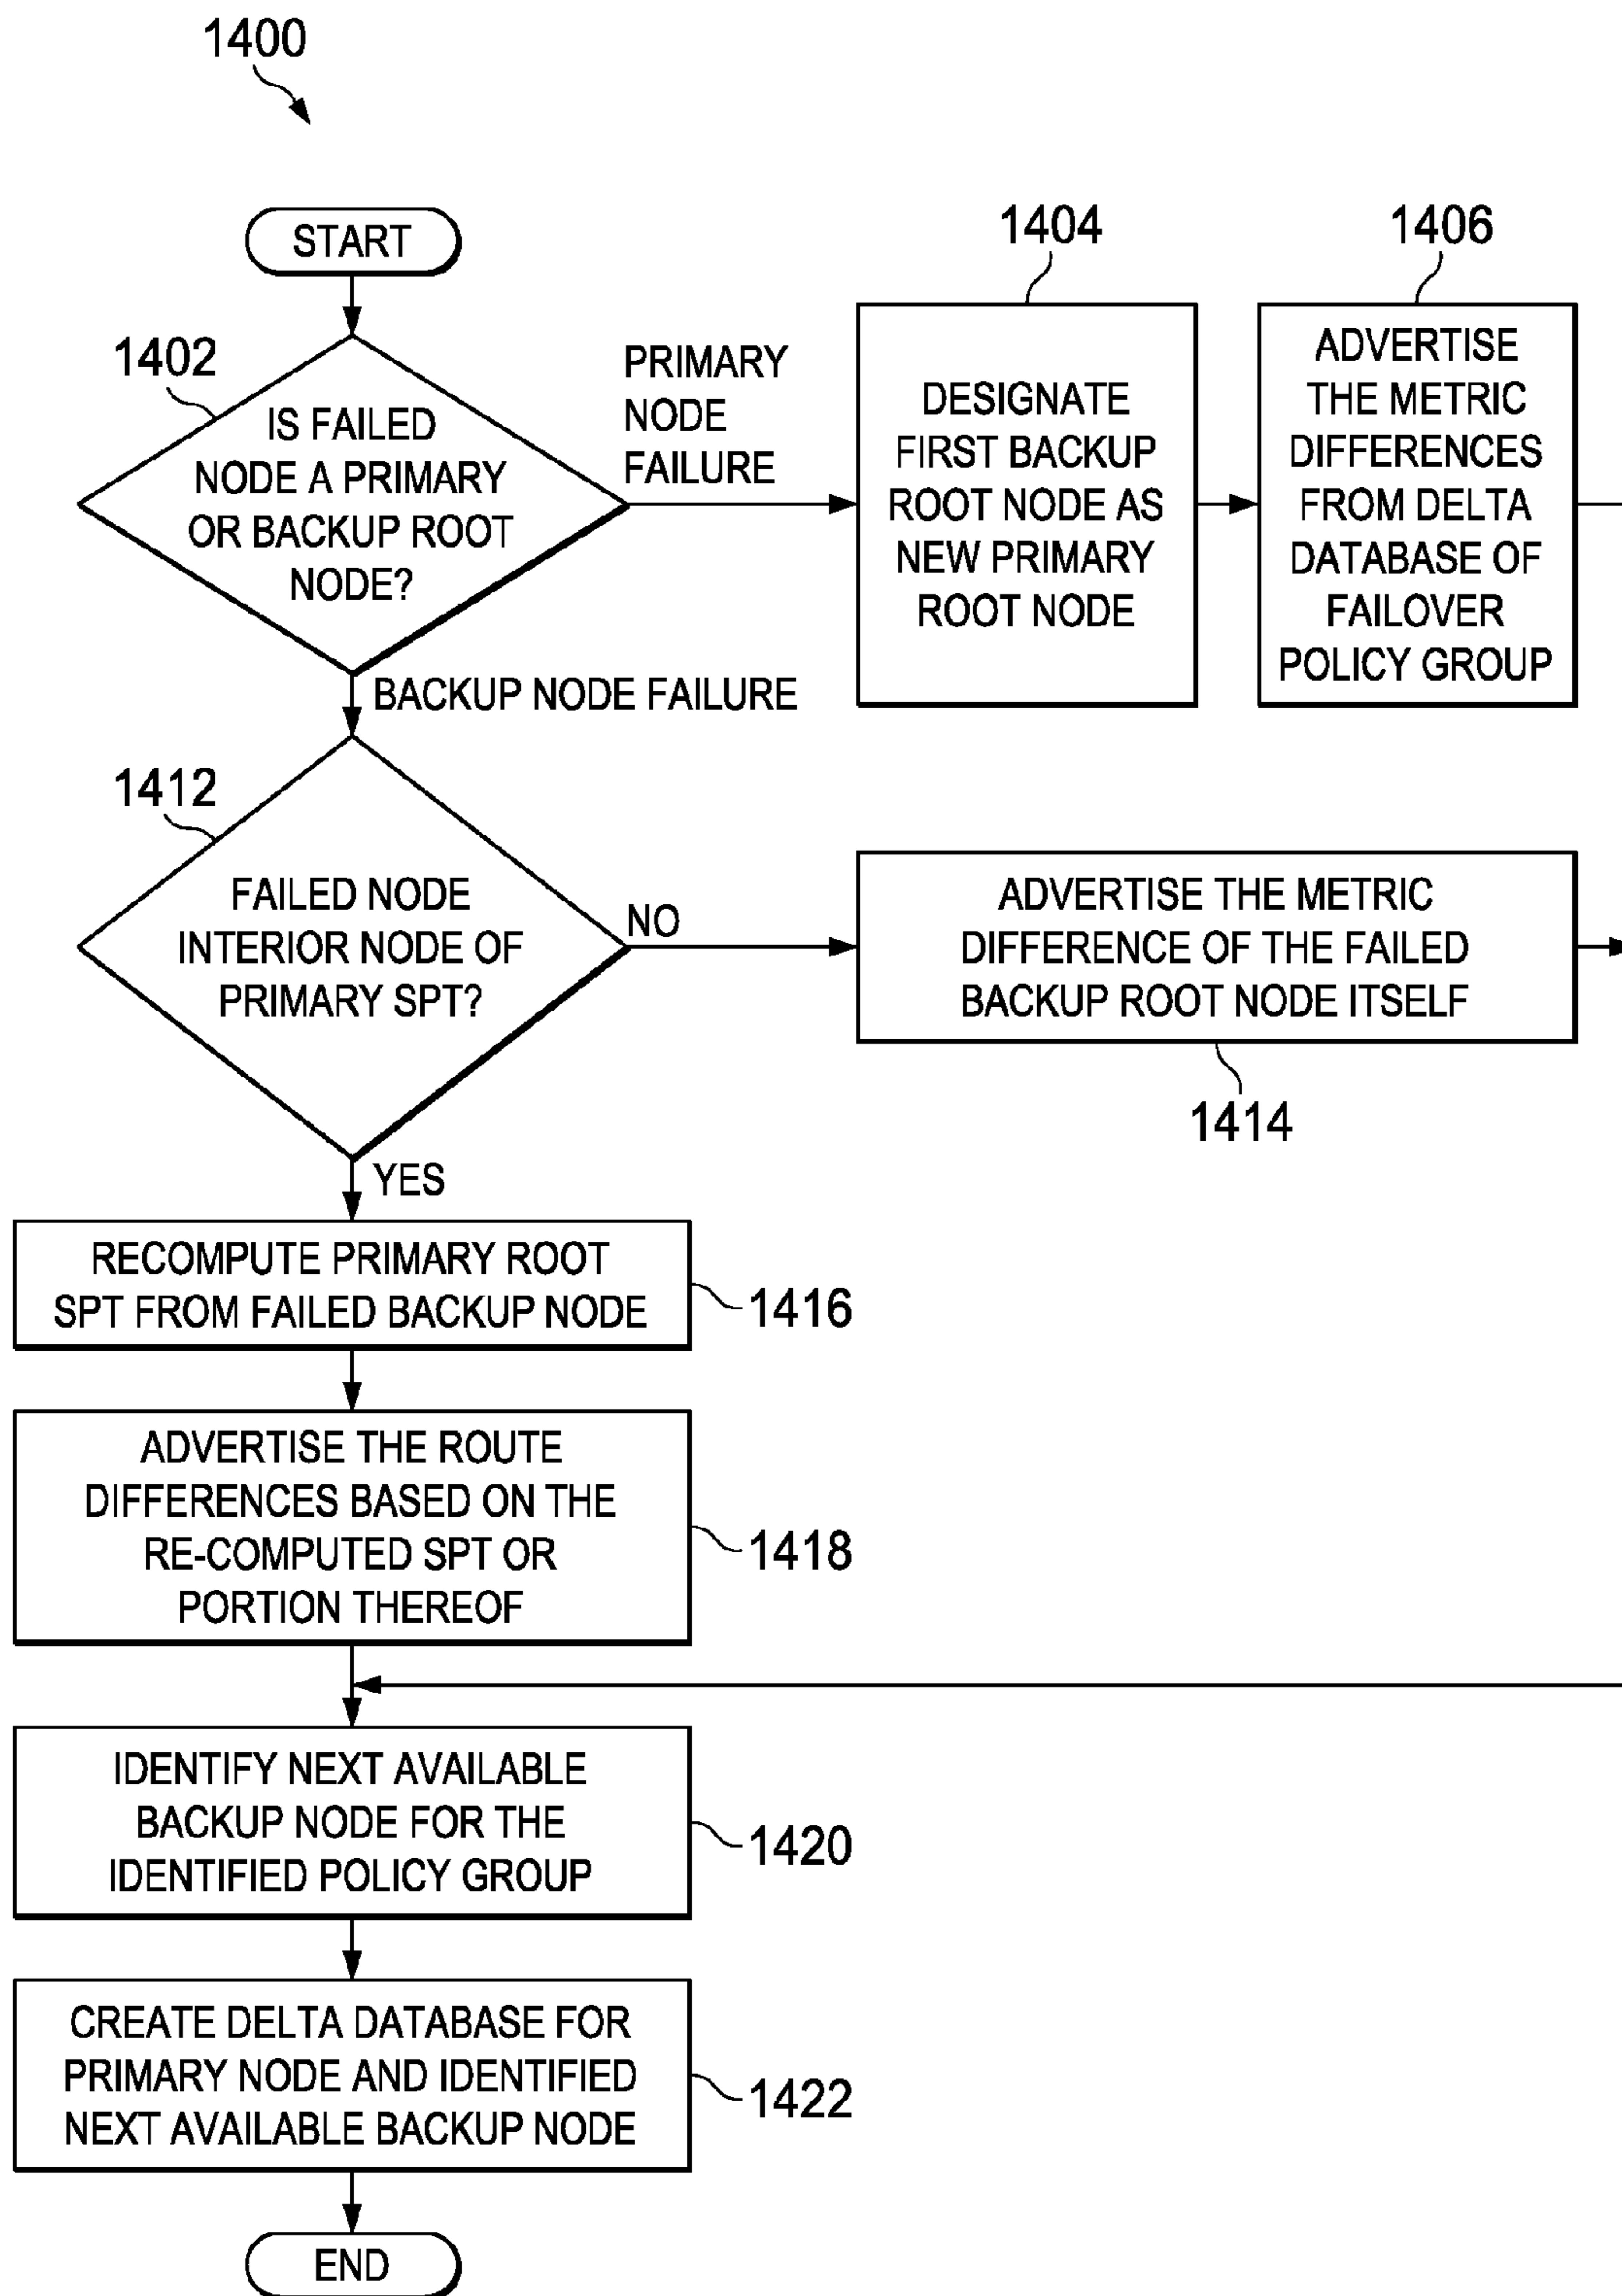 1400
START
1402
IS FAILED
NODE A PRIMARY
OR BACKUP ROOT
NODE?
PRIMARY
NODE
FAILURE
1404
DESIGNATE
FIRST BACKUP
ROOT NODE AS
NEW PRIMARY
ROOT NODE
1406
ADVERTISE
THE METRIC
DIFFERENCES
FROM DELTA
DATABASE OF
FAILOVER
POLICY GROUP
BACKUP NODE FAILURE
1412
FAILED NODE
INTERIOR NODE OF
PRIMARY SPT?
NO
ADVERTISE THE METRIC
DIFFERENCE OF THE FAILED
BACKUP ROOT NODE ITSELF
1414
YES
RECOMPUTE PRIMARY ROOT
SPT FROM FAILED BACKUP NODE
1416
ADVERTISE THE ROUTE
DIFFERENCES BASED ON THE
RE-COMPUTED SPT OR
PORTION THEREOF
1418
IDENTIFY NEXT AVAILABLE
BACKUP NODE FOR THE
IDENTIFIED POLICY GROUP
1420
CREATE DELTA DATABASE FOR
PRIMARY NODE AND IDENTIFIED
NEXT AVAILABLE BACKUP NODE
1422
END